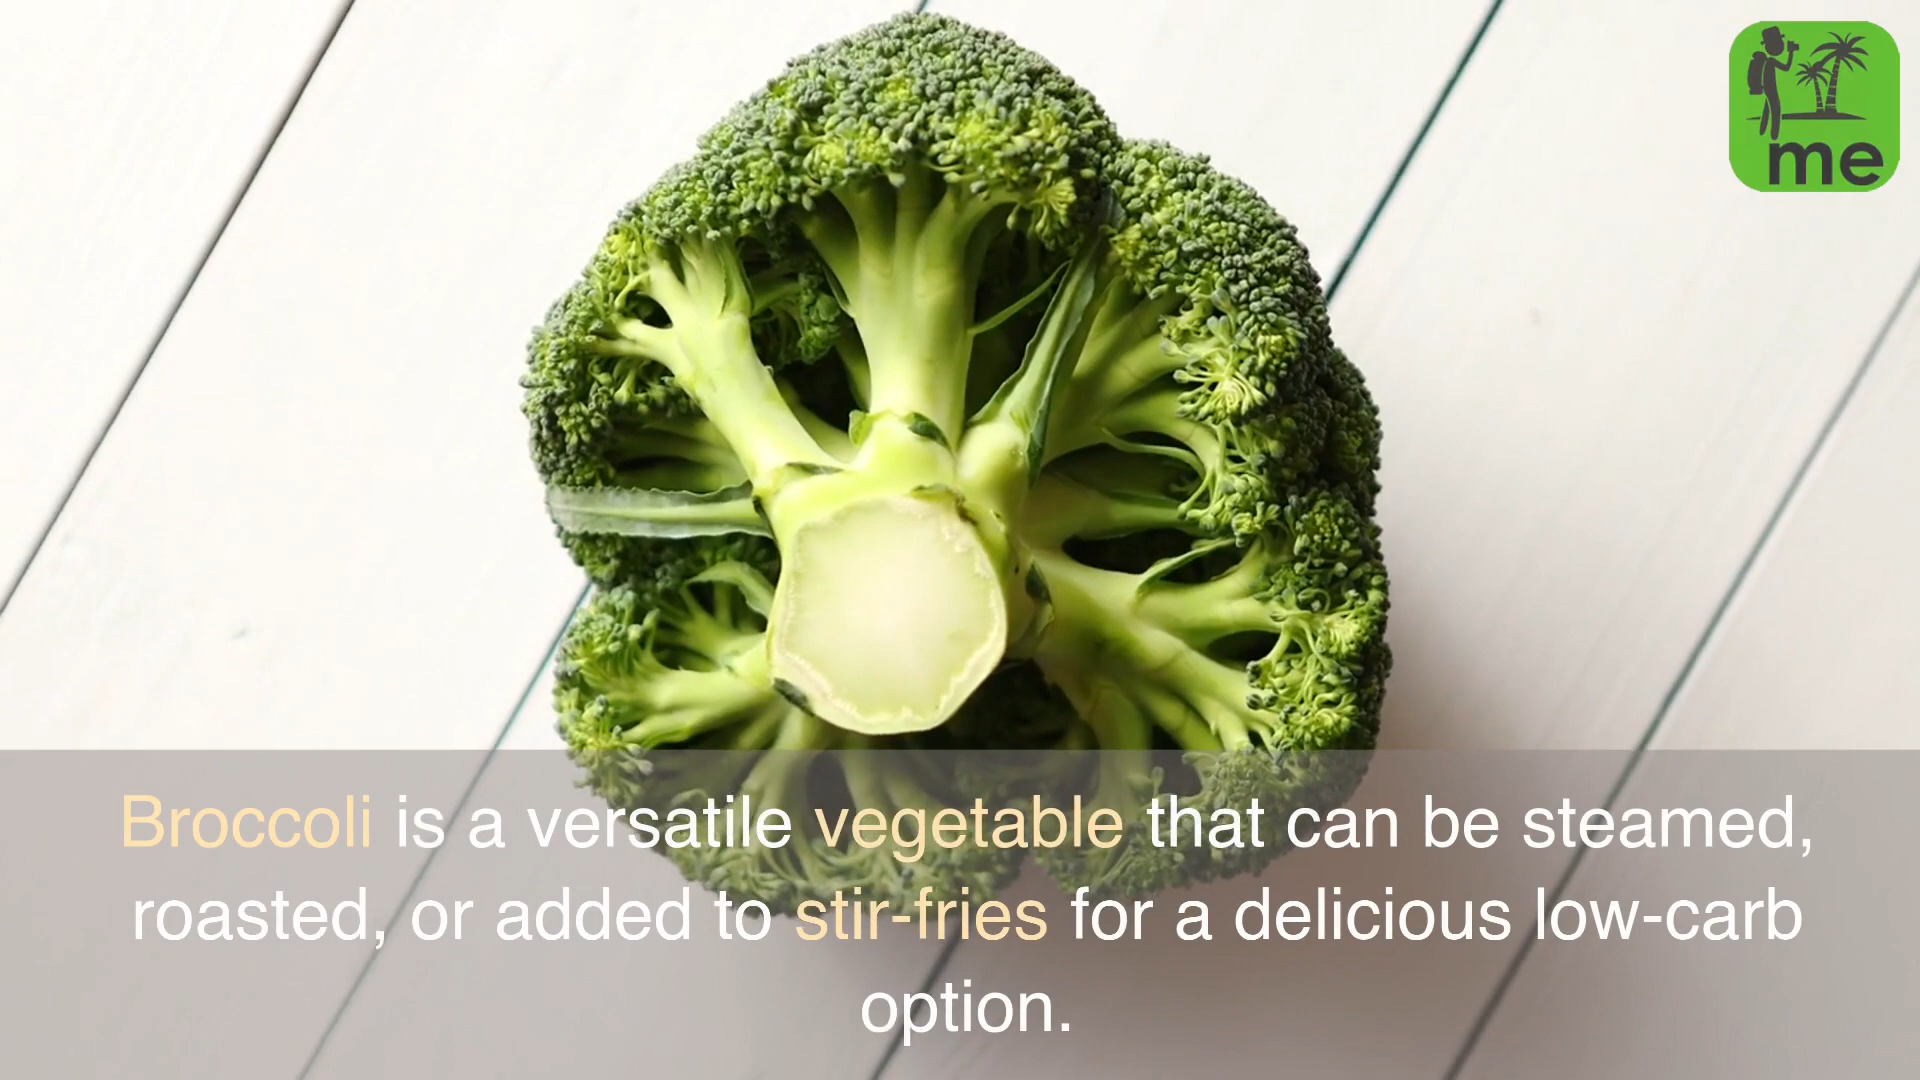 me
Broccoli is a versatile vegetable that can be steamed,
roasted, or added to stir-fries for a delicious low-carb
option.